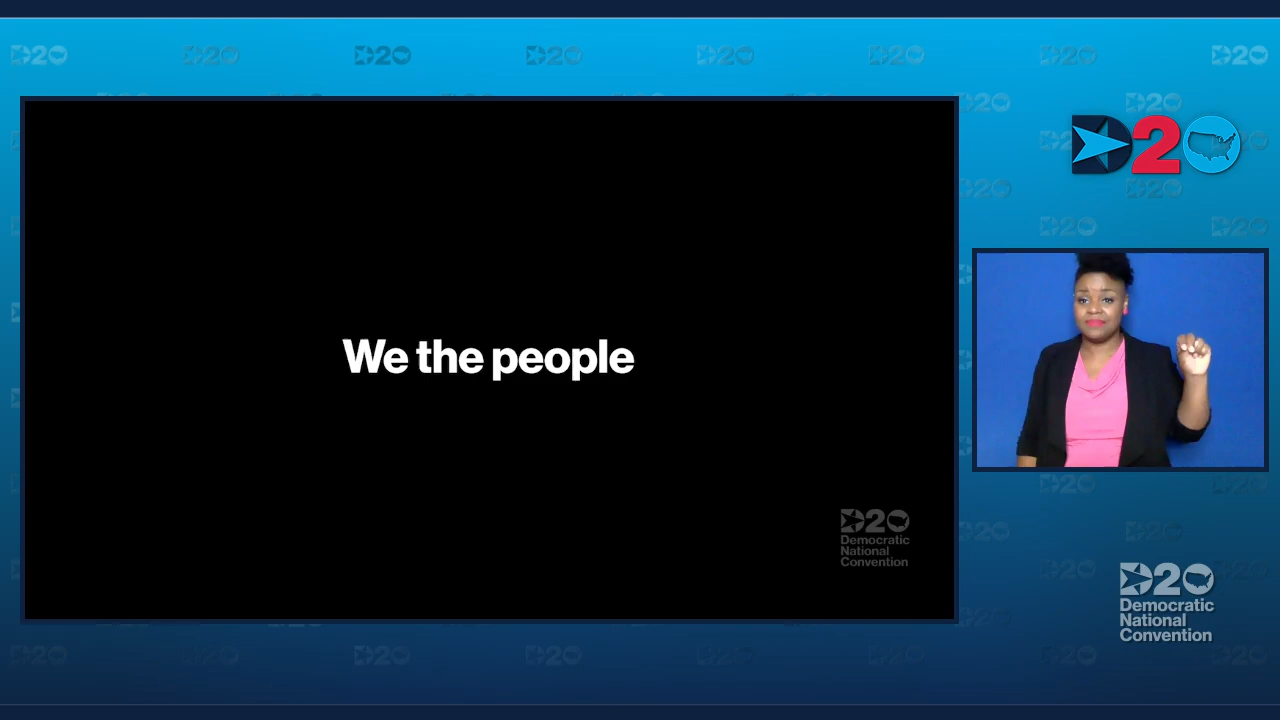 We the people
D20
Democratic
National
Convention
D20
D20
Democratic
National
Convention